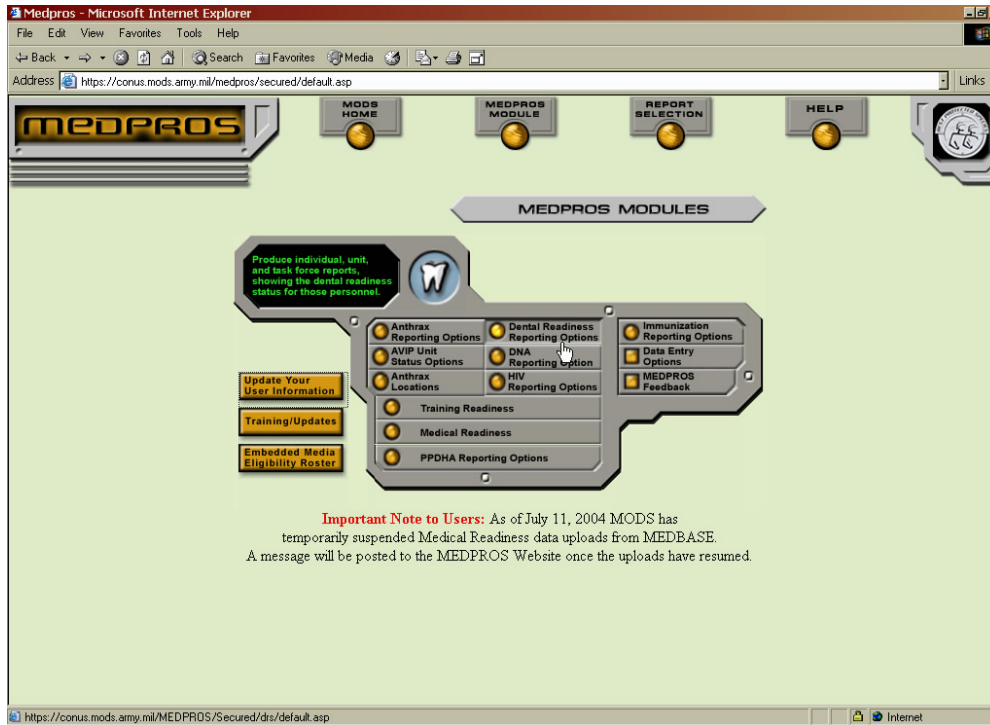 Medpros - Microsoft Internet Explorer
File Edit View Favorites Tools Help
Back Search Favorites Media
Address https://conus.mods.army.mil/medpros/secured/default.asp Links
MEDPROS
MODS
HOME
MEDPROS
MODULE
REPORT
SELECTION
HELP
MEDPROS MODULES
Produce individual, unit,
and task force reports,
showing the dental readiness
status for those personnel.
Anthrax
Reporting Options
Dental Readiness
Reporting Options
Immunization
Reporting Options
AVIP Unit
Status Options
DNA
Reporting Option
Data Entry
Options
Anthrax
Locations
HIV
Reporting Options
MEDPROS
Feedback
Training Readiness
Medical Readiness
PPDHA Reporting Options
Update Your
User Information
Training/Updates
Embedded Media
Eligibility Roster
Important Note to Users: As of July 11, 2004 MODS has
temporarily suspended Medical Readiness data uploads from MEDBASE.
A message will be posted to the MEDPROS Website once the uploads have resumed.
https://conus.mods.army.mil/MEDPROS/Secured/drs/default.asp Internet